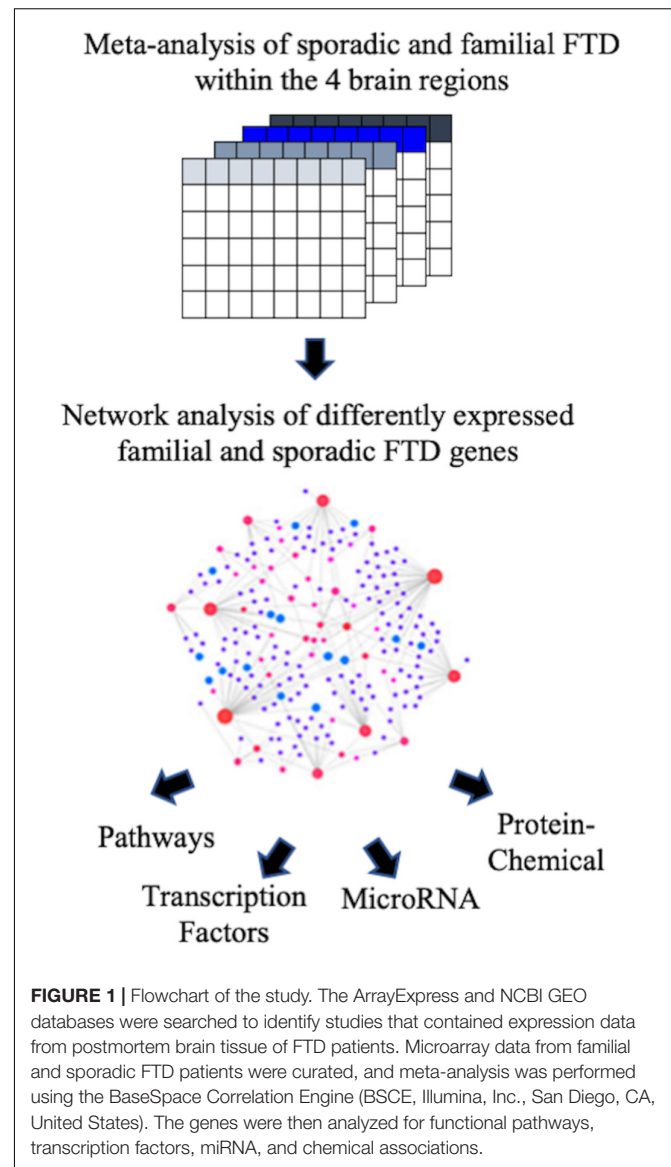 Meta-analysis of sporadic and familial FTD
within the 4 brain regions
Network analysis of differently expressed
familial and sporadic FTD genes
Pathways
Transcription
Factors
MicroRNA
Protein-
Chemical
FIGURE 1 | Flowchart of the study. The ArrayExpress and NCBI GEO
databases were searched to identify studies that contained expression data
from postmortem brain tissue of FTD patients. Microarray data from familial
and sporadic FTD patients were curated, and meta-analysis was performed
using the BaseSpace Correlation Engine (BSCE, Illumina, Inc., San Diego, CA,
United States). The genes were then analyzed for functional pathways,
transcription factors, miRNA, and chemical associations.